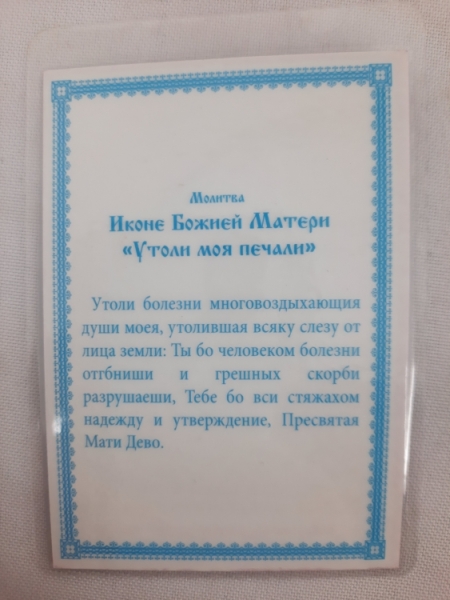 Молитва
Иконе Божией Матери
«Утоли моя печали»
Утоли болезни многовоздыхающия
души моея, утолившая всяку слезу от
лица земли: Ты бо человеком болезни
отгбниши и грешных скорби
разрушаеши, Тебе бо вси стяжахом
надежду и утверждение, Пресвятая
Мати Дево.